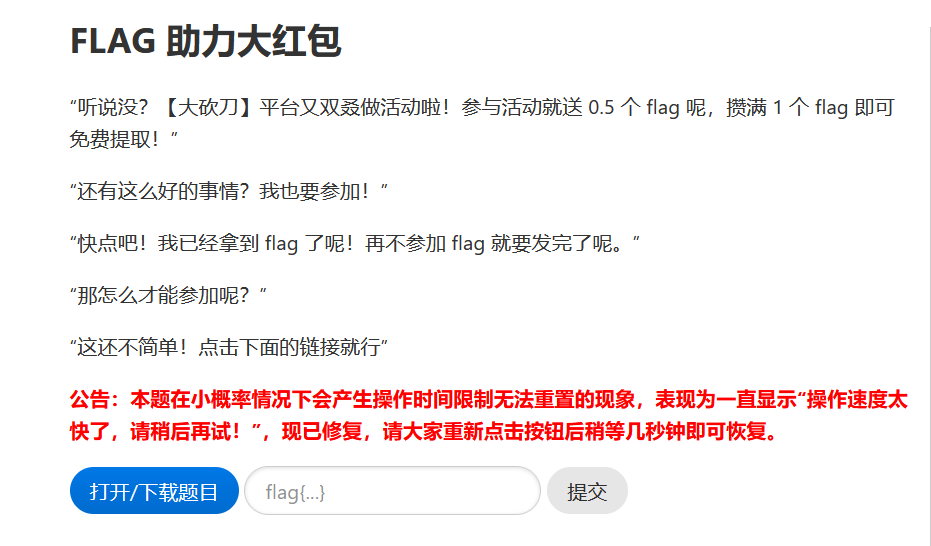 FLAG 助力大红包
“听说没？【大砍刀】平台又双叒做活动啦！参与活动就送 0.5 个 flag 呢，攒满 1 个 flag 即可
免费提取！”
“还有这么好的事情？我也要参加！”
“快点吧！我已经拿到 flag 了呢！再不参加 flag 就要发完了呢。”
“那怎么才能参加呢？”
“这还不简单！点击下面的链接就行”
公告：本题在小概率情况下会产生操作时间限制无法重置的现象，表现为一直显示“操作速度太
快了，请稍后再试！”，现已修复，请大家重新点击按钮后稍等几秒钟即可恢复。
打开/下载题目 flag{...} 提交